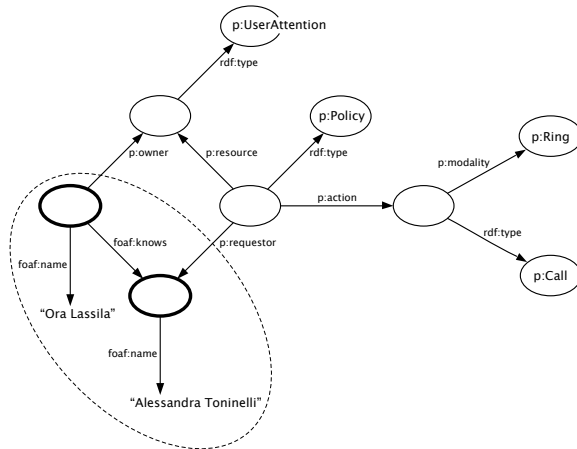 p:UserAttention
rdf:type
p:Policy
p:Ring
p:owner
p:resource
rdf:type
p:modality
p:action
foaf:knows
p:requestor
rdf:type
foaf:name
p:Call
“Ora Lassila”
foaf:name
“Alessandra Toninelli”